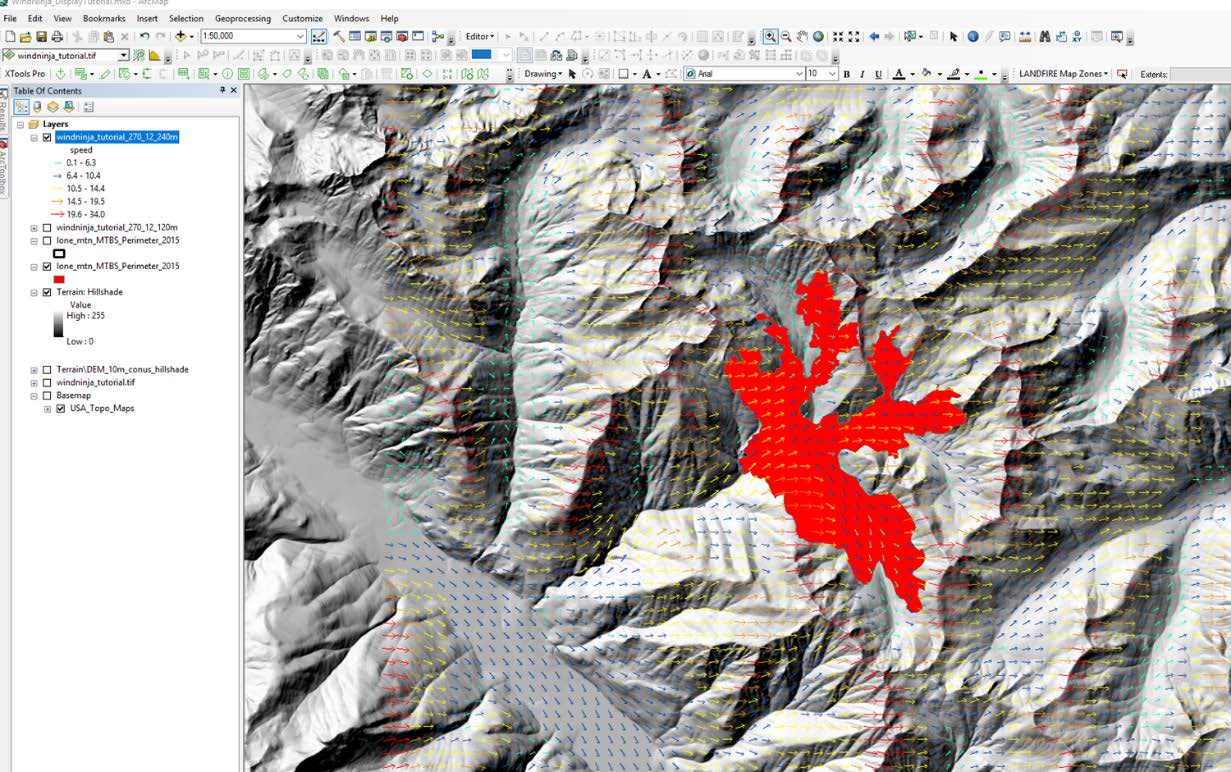 WindNinja_DisplayTutorial.mxd - ArcMap
File Edit View Bookmarks Insert Selection Geoprocessing Customize Windows Help
1:50,000 Editor
windninja_tutorial.tif
XTools Pro Drawing Arial 10 B I U A LANDFIRE Map Zones Extents:
Table Of Contents
Results
ArcToolbox
Layers
windninja_tutorial_270_12_240m
speed
0.1 - 6.3
6.4 - 10.4
10.5 - 14.4
14.5 - 19.5
19.6 - 34.0
windninja_tutorial_270_12_120m
lone_mtn_MTBS_Perimeter_2015
lone_mtn_MTBS_Perimeter_2015
Terrain: Hillshade
Value
High : 255
Low : 0
Terrain\DEM_10m_conus_hillshade
windninja_tutorial.tif
Basemap
USA_Topo_Maps